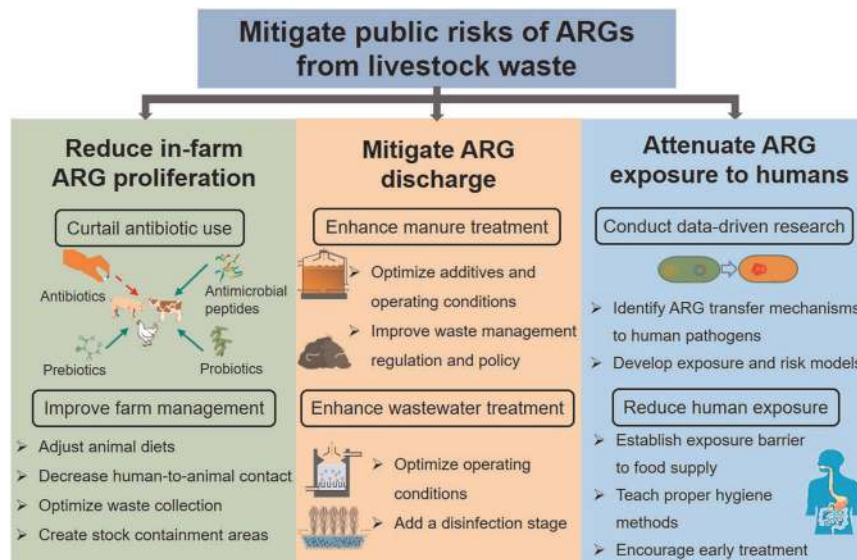 Mitigate public risks of ARGs
from livestock waste
Reduce in-farm
ARG proliferation
Curtail antibiotic use
Antibiotics
Antimicrobial
peptides
Prebiotics
Probiotics
Improve farm management
➢ Adjust animal diets
➢ Decrease human-to-animal contact
➢ Optimize waste collection
➢ Create stock containment areas
Mitigate ARG
discharge
Enhance manure treatment
➢ Optimize additives and
operating conditions
➢ Improve waste management
regulation and policy
Enhance wastewater treatment
➢ Optimize operating
conditions
➢ Add a disinfection stage
Attenuate ARG
exposure to humans
Conduct data-driven research
➢ Identify ARG transfer mechanisms
to human pathogens
➢ Develop exposure and risk models
Reduce human exposure
➢ Establish exposure barrier
to food supply
➢ Teach proper hygiene
methods
➢ Encourage early treatment